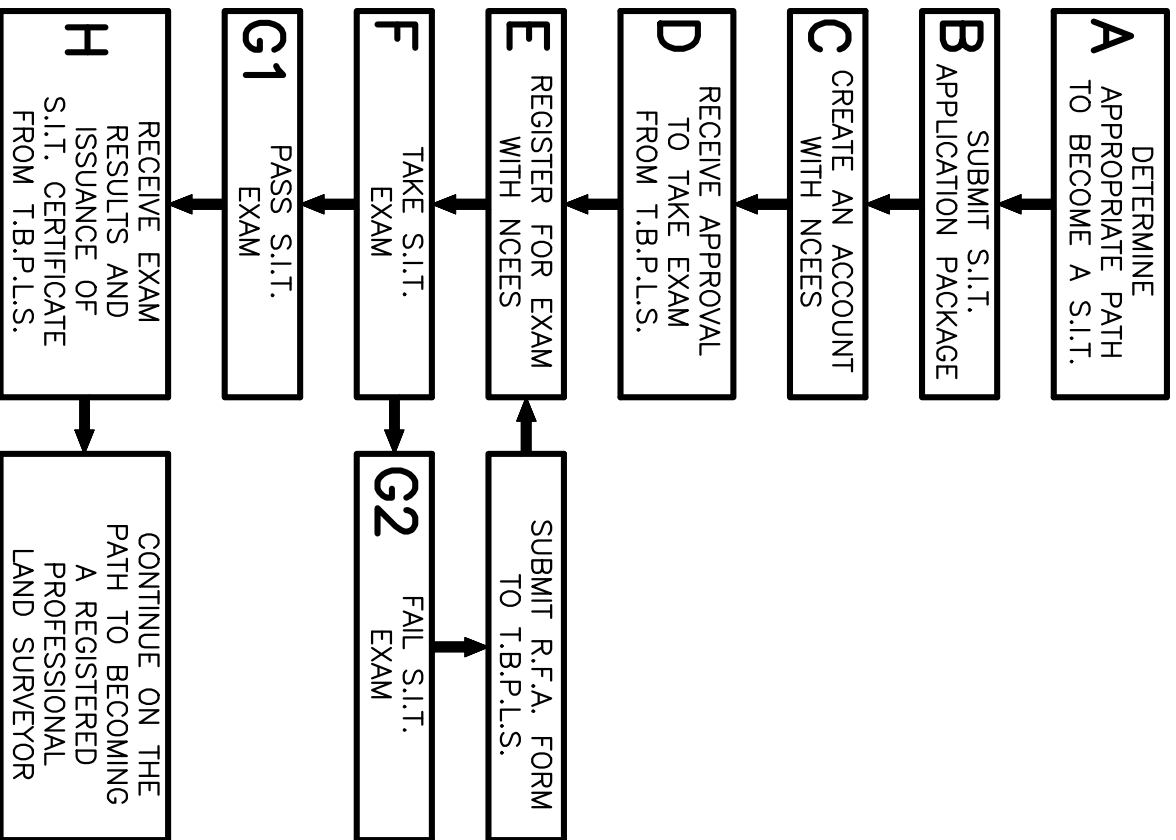 A
DETERMINE
APPROPRIATE PATH
TO BECOME A S.I.T.
B
SUBMIT S.I.T.
APPLICATION PACKAGE
C
CREATE AN ACCOUNT
WITH NCEES
D
RECEIVE APPROVAL
TO TAKE EXAM
FROM T.B.P.L.S.
E
REGISTER FOR EXAM
WITH NCEES
SUBMIT R.F.A. FORM
TO T.B.P.L.S.
F
TAKE S.I.T.
EXAM
G2
FAIL S.I.T.
EXAM
G1
PASS S.I.T.
EXAM
H
RECEIVE EXAM
RESULTS AND
ISSUANCE OF
S.I.T. CERTIFICATE
FROM T.B.P.L.S.
CONTINUE ON THE
PATH TO BECOMING
A REGISTERED
PROFESSIONAL
LAND SURVEYOR